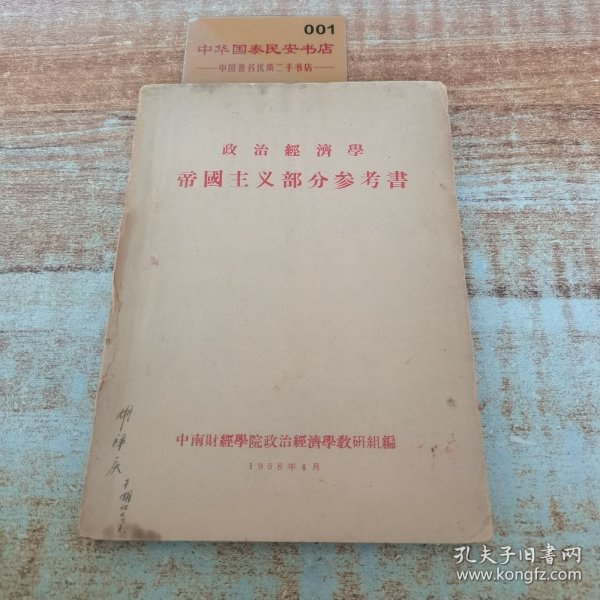 001
中华国泰民安书店
——中国著名优质二手书店——
政治經濟學
帝國主义部分参考書
中南財經學院政治經濟學教研組編
1958年4月
孔夫子旧書网
www.kongfz.com